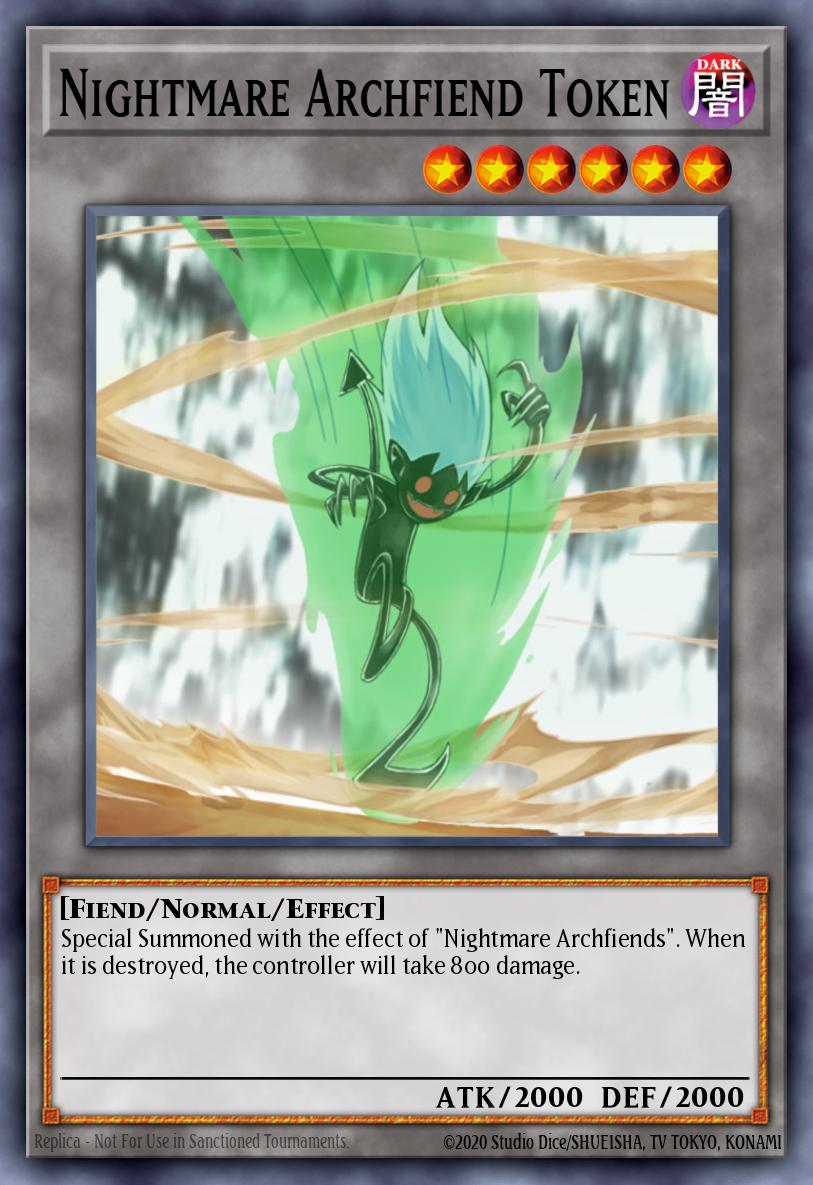 Nightmare Archfiend Token
DARK
闇
[Fiend/Normal/Effect]
Special Summoned with the effect of "Nightmare Archfiends". When
it is destroyed, the controller will take 800 damage.
ATK/2000 DEF/2000
Replica - Not For Use in Sanctioned Tournaments.
©2020 Studio Dice/SHUEISHA, TV TOKYO, KONAMI